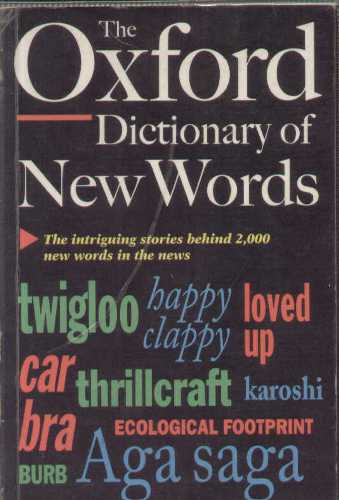 The
Oxford
Dictionary of
New Words
The intriguing stories behind 2,000
new words in the news
twigloo
happy
clappy
loved
up
car
bra
thrillcraft
karoshi
ECOLOGICAL FOOTPRINT
BURB
Aga saga